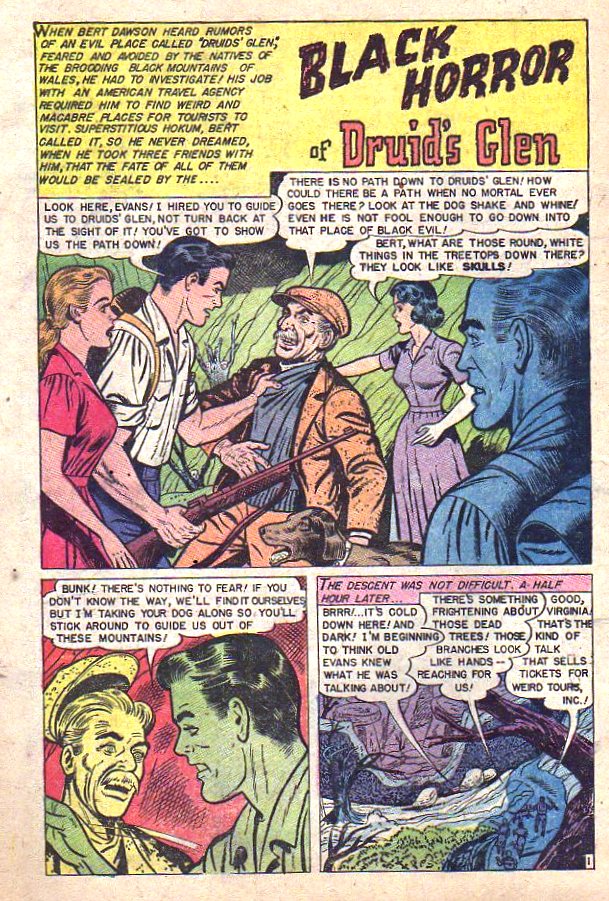 WHEN BERT DAWSON HEARD RUMORS
OF AN EVIL PLACE CALLED "DRUIDS' GLEN,"
FEARED AND AVOIDED BY THE NATIVES OF
THE BROODING BLACK MOUNTAINS OF
WALES, HE HAD TO INVESTIGATE! HIS JOB
WITH AN AMERICAN TRAVEL AGENCY
REQUIRED HIM TO FIND WEIRD AND
MACABRE PLACES FOR TOURISTS TO
VISIT. SUPERSTITIOUS HOKUM, BERT
CALLED IT, SO HE NEVER DREAMED,
WHEN HE TOOK THREE FRIENDS WITH
HIM, THAT THE FATE OF ALL OF THEM
WOULD BE SEALED BY THE ....
BLACK
HORROR
OF Druid's Glen
LOOK HERE, EVANS! I HIRED YOU TO GUIDE
US TO DRUIDS' GLEN, NOT TURN BACK AT
THE SIGHT OF IT! YOU'VE GOT TO SHOW
US THE PATH DOWN!
THERE IS NO PATH DOWN TO DRUIDS' GLEN! HOW
COULD THERE BE A PATH WHEN NO MORTAL EVER
GOES THERE? LOOK AT THE DOG SHAKE AND WHINE!
EVEN HE IS NOT FOOL ENOUGH TO GO DOWN INTO
THAT PLACE OF BLACK EVIL!
BERT, WHAT ARE THOSE ROUND, WHITE
THINGS IN THE TREETOPS DOWN THERE?
THEY LOOK LIKE SKULLS!
BUNK! THERE'S NOTHING TO FEAR! IF YOU
DON'T KNOW THE WAY, WE'LL FIND IT OURSELVES
BUT I'M TAKING YOUR DOG ALONG SO YOU'LL
STICK AROUND TO GUIDE US OUT OF
THESE MOUNTAINS!
THE DESCENT WAS NOT DIFFICULT. A HALF
HOUR LATER...
BRRR!...IT'S COLD
DOWN HERE! AND
DARK! I'M BEGINNING
TO THINK OLD
EVANS KNEW
WHAT HE WAS
TALKING ABOUT!
THERE'S SOMETHING
FRIGHTENING ABOUT
THOSE DEAD
TREES! THOSE
BRANCHES LOOK
LIKE HANDS--
REACHING FOR
US!
GOOD,
VIRGINIA!
THAT'S THE
KIND OF
TALK
THAT SELLS
TICKETS FOR
WEIRD TOURS,
INC.!
1